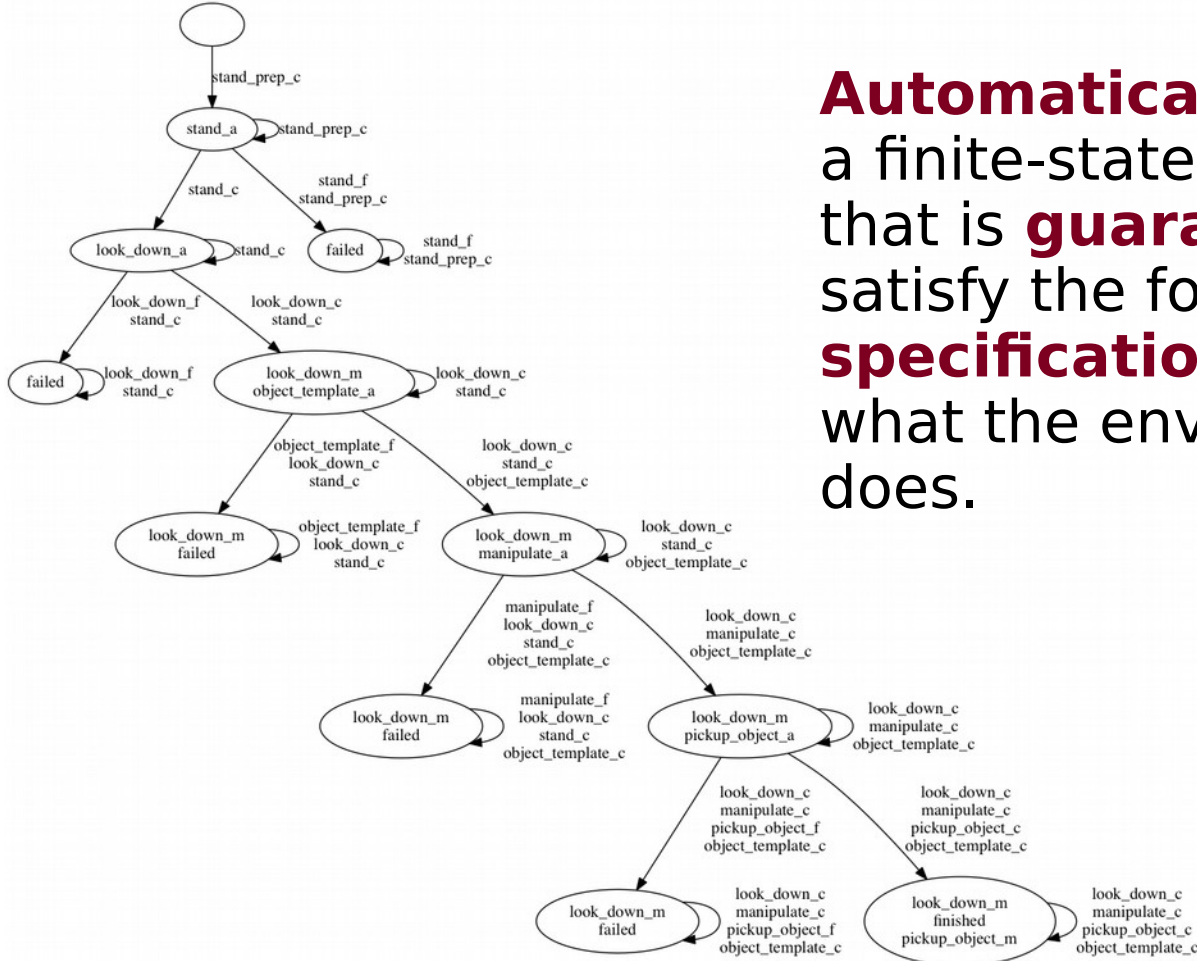 stand_prep_c
stand_a
stand_prep_c
stand_c
stand_f
stand_prep_c
look_down_a
stand_c
failed
stand_f
stand_prep_c
look_down_f
stand_c
look_down_c
stand_c
failed
look_down_f
stand_c
look_down_m
object_template_a
look_down_c
stand_c
object_template_f
look_down_c
stand_c
look_down_c
stand_c
object_template_c
look_down_m
failed
object_template_f
look_down_c
stand_c
look_down_m
manipulate_a
look_down_c
stand_c
object_template_c
manipulate_f
look_down_c
stand_c
object_template_c
look_down_c
manipulate_c
object_template_c
look_down_m
failed
manipulate_f
look_down_c
stand_c
object_template_c
look_down_m
pickup_object_a
look_down_c
manipulate_c
object_template_c
look_down_c
manipulate_c
pickup_object_f
object_template_c
look_down_c
manipulate_c
pickup_object_c
object_template_c
look_down_m
failed
look_down_c
manipulate_c
pickup_object_f
object_template_c
look_down_m
finished
pickup_object_m
look_down_c
manipulate_c
pickup_object_c
object_template_c
Automatica
a finite-state
that is guara
satisfy the fo
specificatio
what the env
does.